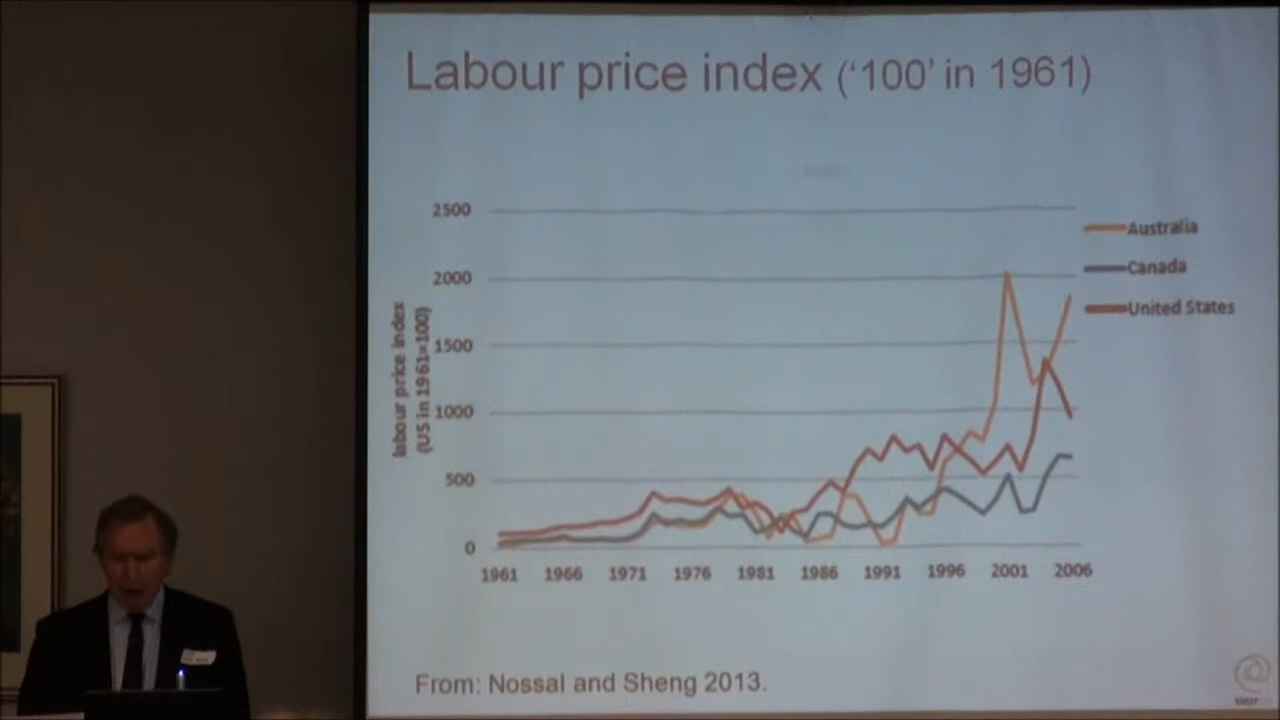 Labour price index ('100' in 1961)
2500
2000
1500
1000
500
0
labour price index
(US in 1961=100)
1961 1966 1971 1976 1981 1986 1991 1996 2001 2006
Australia
Canada
United States
From: Nossal and Sheng 2013.